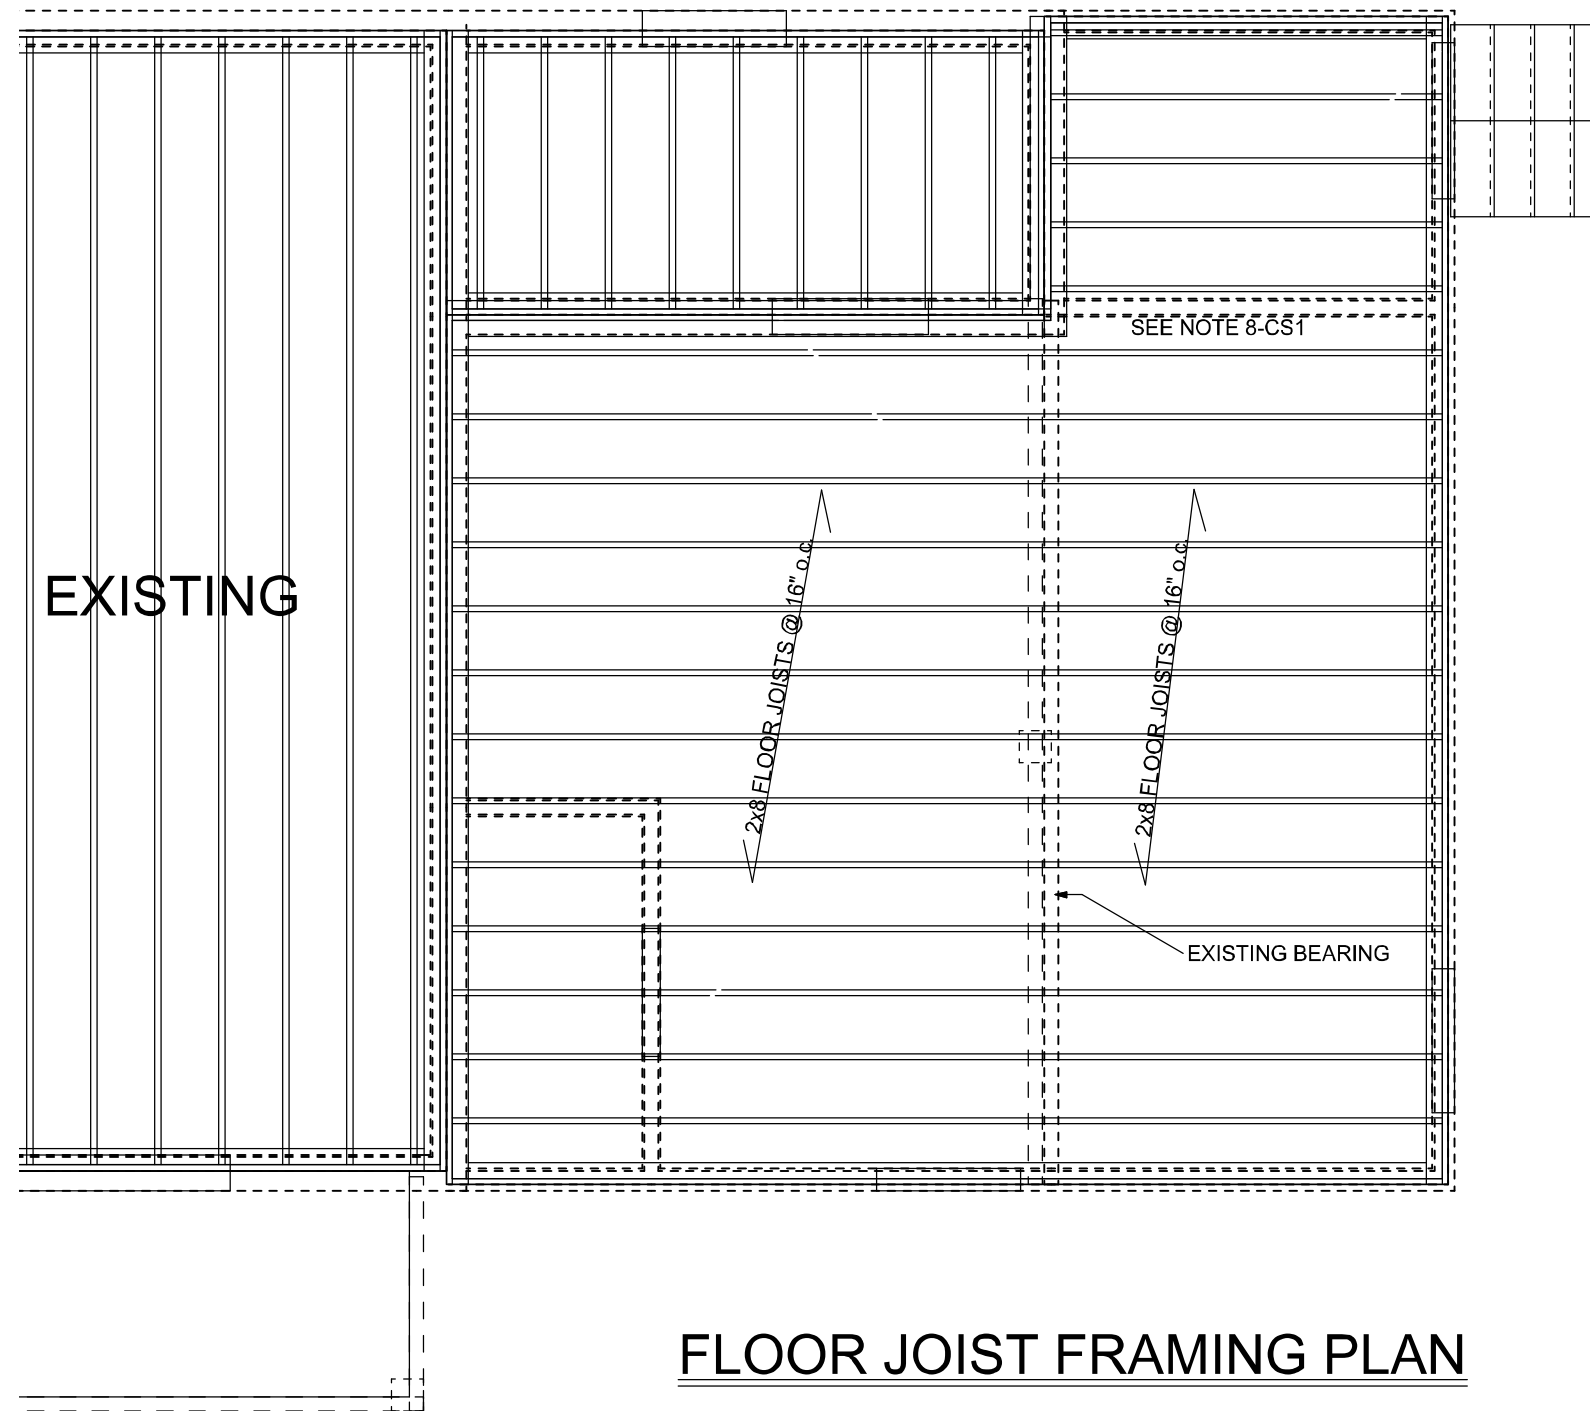 SEE NOTE 8-CS1
EXISTING
2x8 FLOOR JOISTS @ 16" o.c.
2x8 FLOOR JOISTS @ 16" o.c.
EXISTING BEARING
FLOOR JOIST FRAMING PLAN